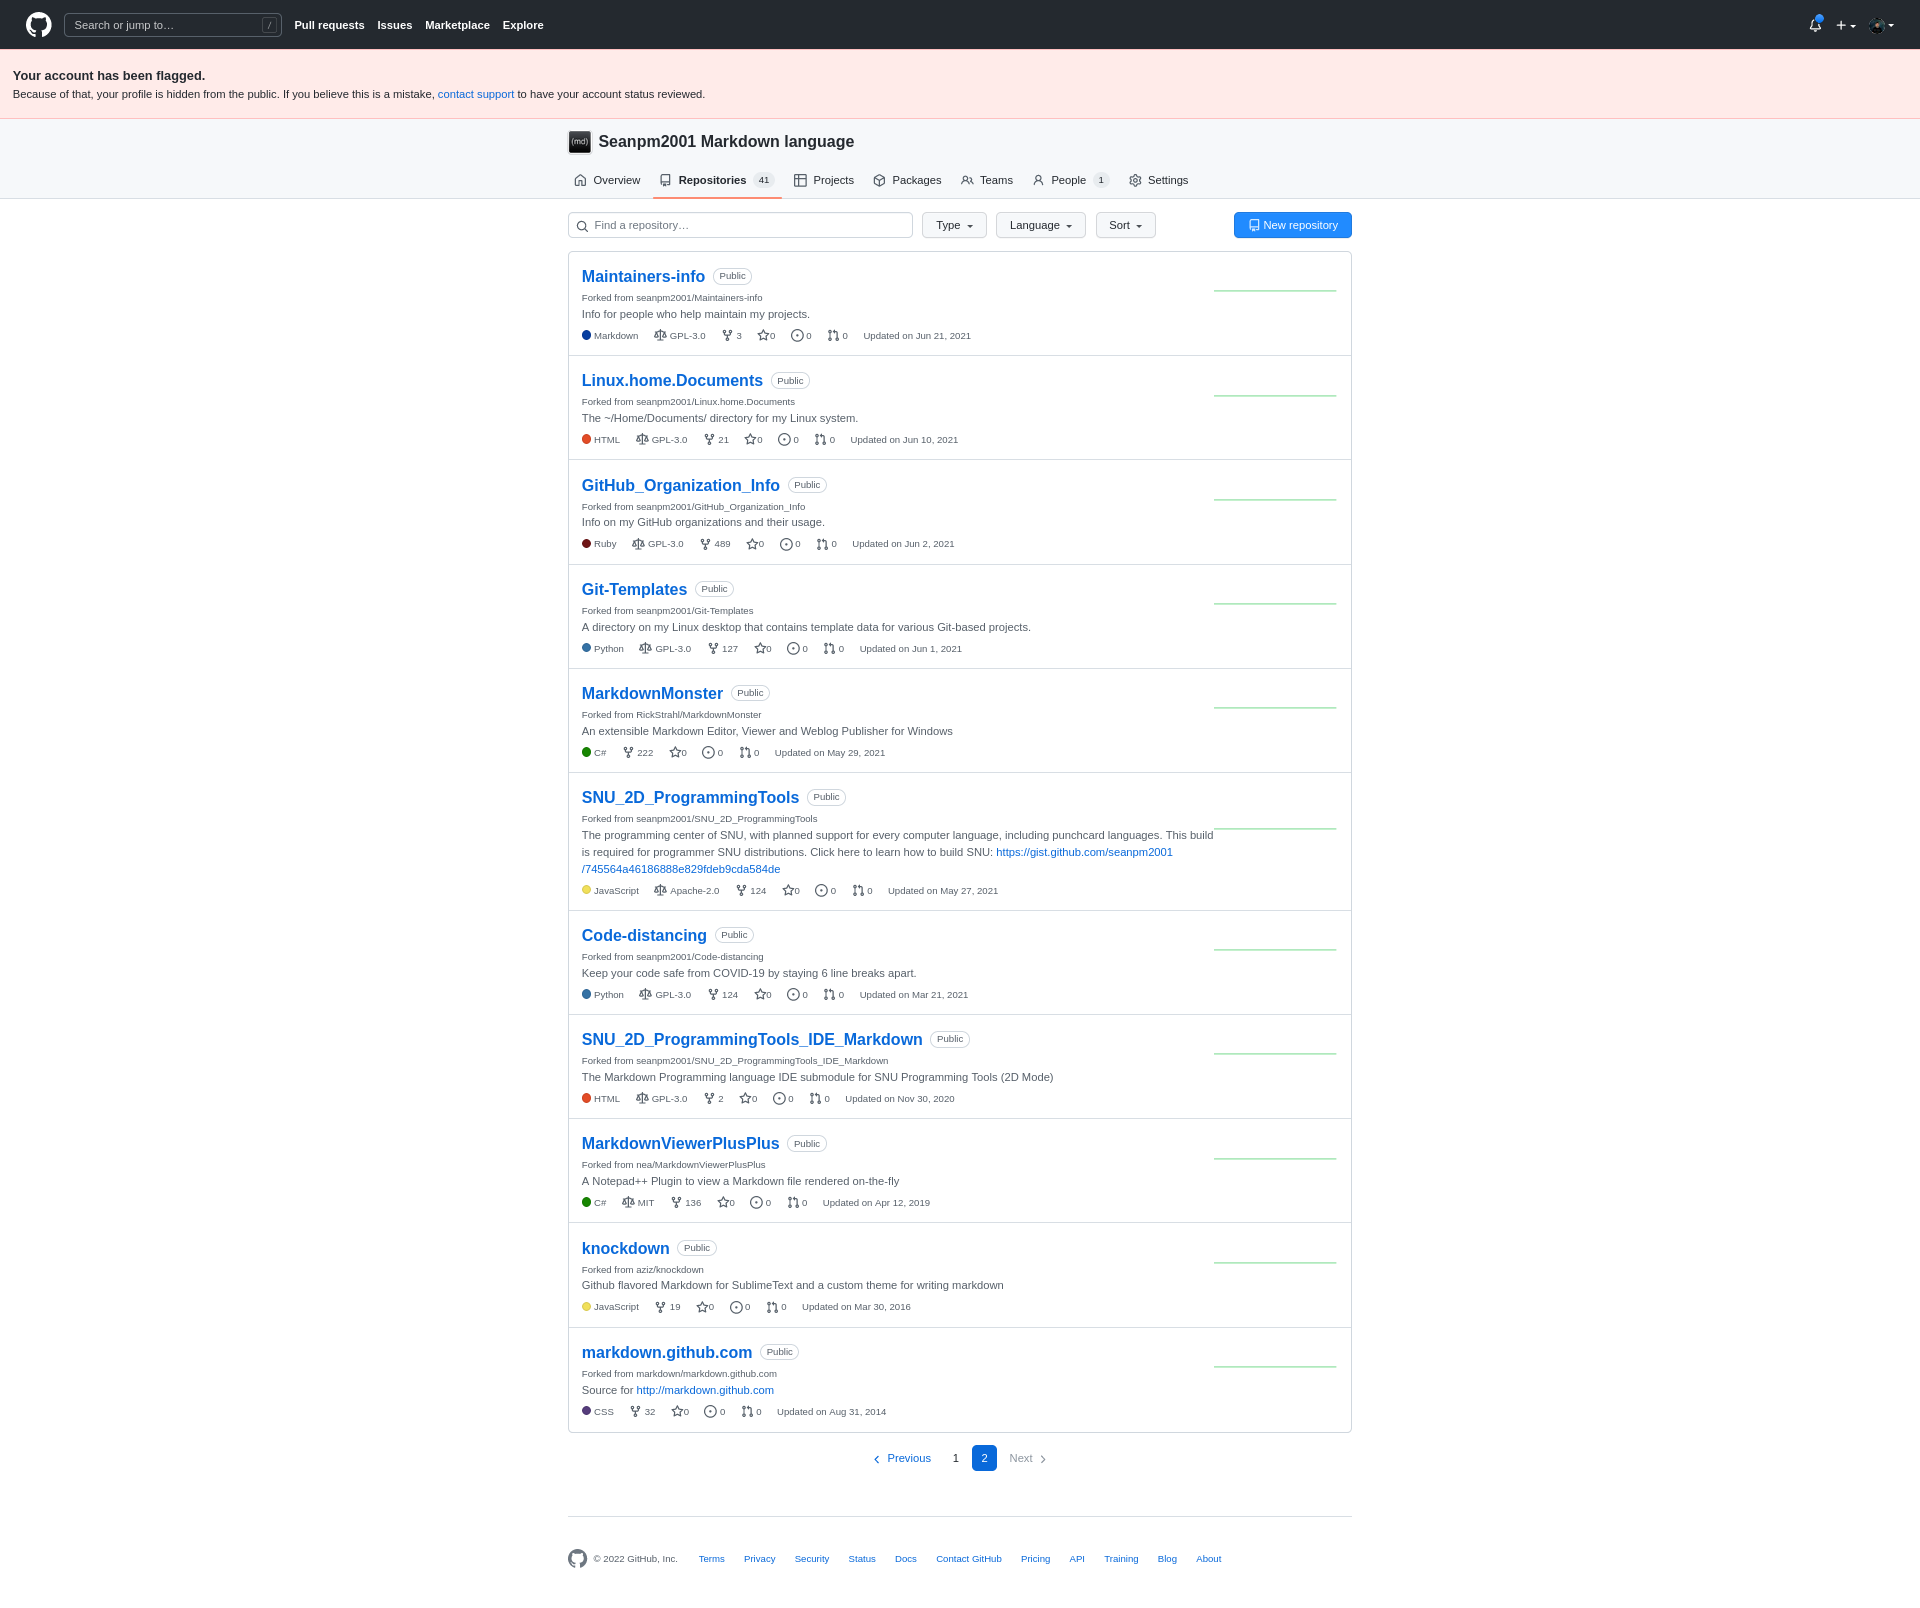 Search or jump to…
/
Pull requests
Issues
Marketplace
Explore
Your account has been flagged.
Because of that, your profile is hidden from the public. If you believe this is a mistake, contact support to have your account status reviewed.
(md)
Seanpm2001 Markdown language
Overview
Repositories 41
Projects
Packages
Teams
People 1
Settings
Find a repository…
Type
Language
Sort
New repository
Maintainers-info Public
Forked from seanpm2001/Maintainers-info
Info for people who help maintain my projects.
Markdown GPL-3.0 3 0 0 0 Updated on Jun 21, 2021
Linux.home.Documents Public
Forked from seanpm2001/Linux.home.Documents
The ~/Home/Documents/ directory for my Linux system.
HTML GPL-3.0 21 0 0 0 Updated on Jun 10, 2021
GitHub_Organization_Info Public
Forked from seanpm2001/GitHub_Organization_Info
Info on my GitHub organizations and their usage.
Ruby GPL-3.0 489 0 0 0 Updated on Jun 2, 2021
Git-Templates Public
Forked from seanpm2001/Git-Templates
A directory on my Linux desktop that contains template data for various Git-based projects.
Python GPL-3.0 127 0 0 0 Updated on Jun 1, 2021
MarkdownMonster Public
Forked from RickStrahl/MarkdownMonster
An extensible Markdown Editor, Viewer and Weblog Publisher for Windows
C# 222 0 0 0 Updated on May 29, 2021
SNU_2D_ProgrammingTools Public
Forked from seanpm2001/SNU_2D_ProgrammingTools
The programming center of SNU, with planned support for every computer language, including punchcard languages. This build
is required for programmer SNU distributions. Click here to learn how to build SNU: https://gist.github.com/seanpm2001
/745564a46186888e829fdeb9cda584de
JavaScript Apache-2.0 124 0 0 0 Updated on May 27, 2021
Code-distancing Public
Forked from seanpm2001/Code-distancing
Keep your code safe from COVID-19 by staying 6 line breaks apart.
Python GPL-3.0 124 0 0 0 Updated on Mar 21, 2021
SNU_2D_ProgrammingTools_IDE_Markdown Public
Forked from seanpm2001/SNU_2D_ProgrammingTools_IDE_Markdown
The Markdown Programming language IDE submodule for SNU Programming Tools (2D Mode)
HTML GPL-3.0 2 0 0 0 Updated on Nov 30, 2020
MarkdownViewerPlusPlus Public
Forked from nea/MarkdownViewerPlusPlus
A Notepad++ Plugin to view a Markdown file rendered on-the-fly
C# MIT 136 0 0 0 Updated on Apr 12, 2019
knockdown Public
Forked from aziz/knockdown
Github flavored Markdown for SublimeText and a custom theme for writing markdown
JavaScript 19 0 0 0 Updated on Mar 30, 2016
markdown.github.com Public
Forked from markdown/markdown.github.com
Source for http://markdown.github.com
CSS 32 0 0 0 Updated on Aug 31, 2014
Previous 1 2 Next
© 2022 GitHub, Inc. Terms Privacy Security Status Docs Contact GitHub Pricing API Training Blog About